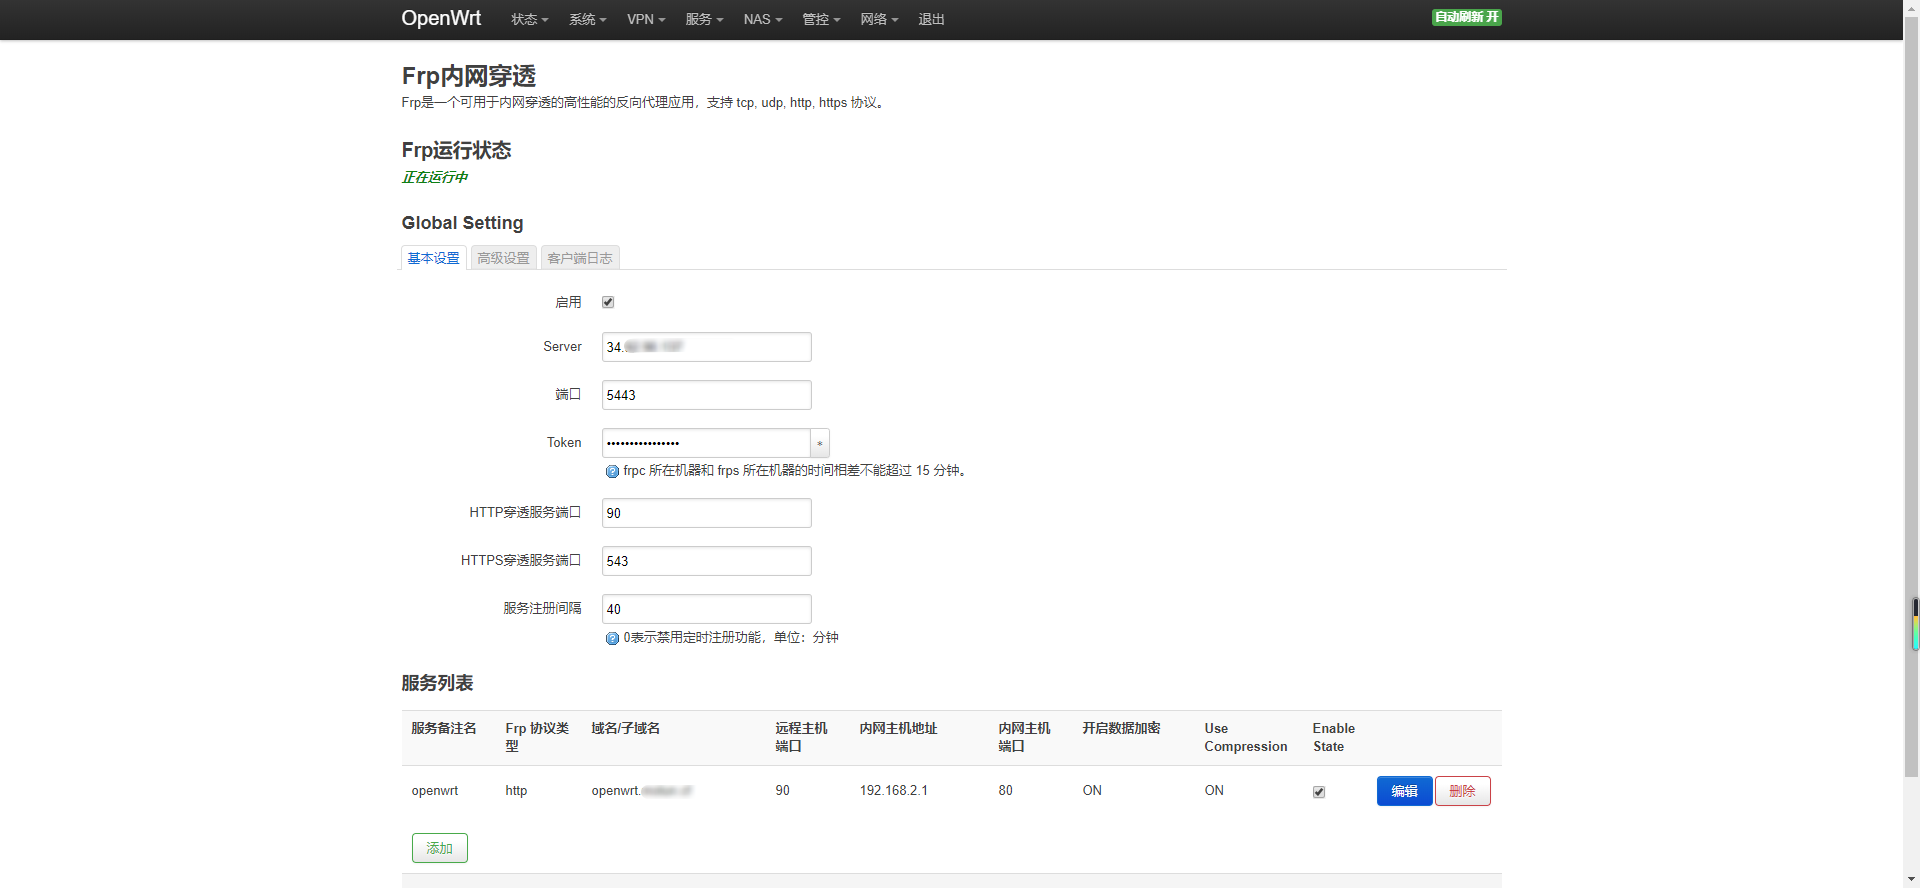 OpenWrt 状态 系统 VPN 服务 NAS 管控 网络 退出 自动刷新 开
Frp内网穿透
Frp是一个可用于内网穿透的高性能的反向代理应用，支持 tcp, udp, http, https 协议。
Frp运行状态
正在运行中
Global Setting
基本设置 高级设置 客户端日志
启用
Server 34.
端口 5443
Token •••••••••••••••• *
frpc 所在机器和 frps 所在机器的时间相差不能超过 15 分钟。
HTTP穿透服务端口 90
HTTPS穿透服务端口 543
服务注册间隔 40
0表示禁用定时注册功能，单位：分钟
服务列表
服务备注名 Frp 协议类型 域名/子域名 远程主机端口 内网主机地址 内网主机端口 开启数据加密 Use Compression Enable State
openwrt http openwrt. 90 192.168.2.1 80 ON ON 编辑 删除
添加